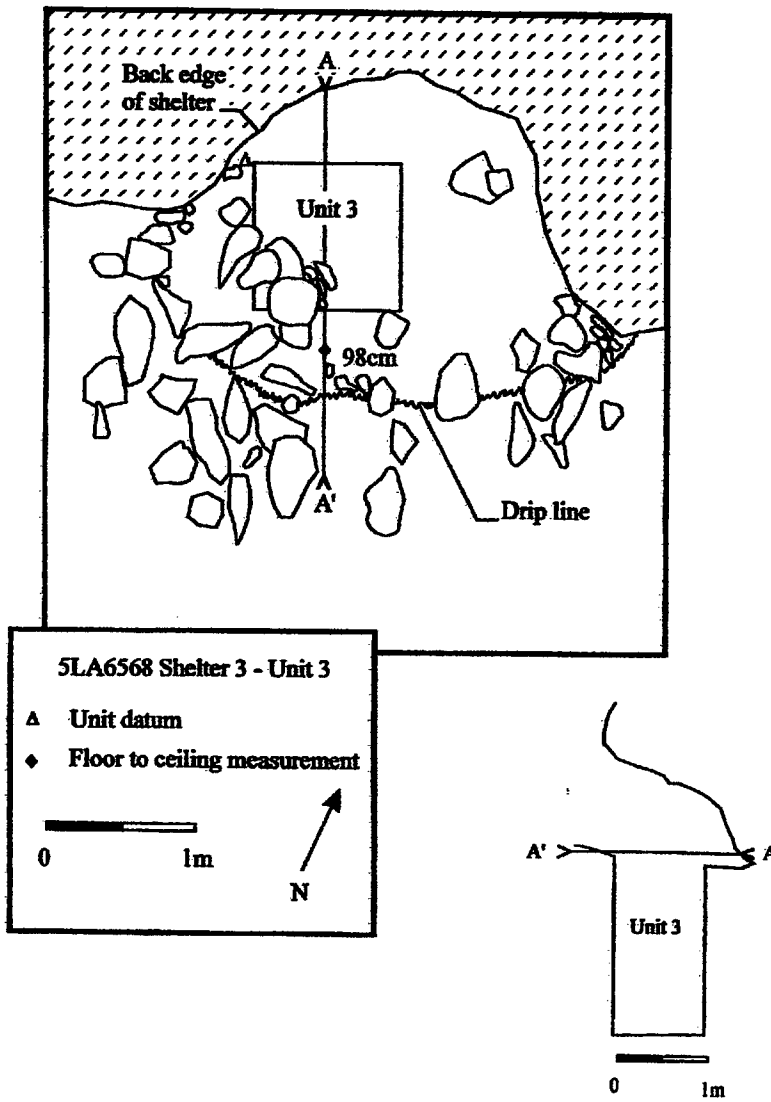 A
Back edge
of shelter
Unit 3
98cm
A'
Drip line
5LA6568 Shelter 3 - Unit 3
Unit datum
Floor to ceiling measurement
0 1m
N
A' A
Unit 3
0 1m